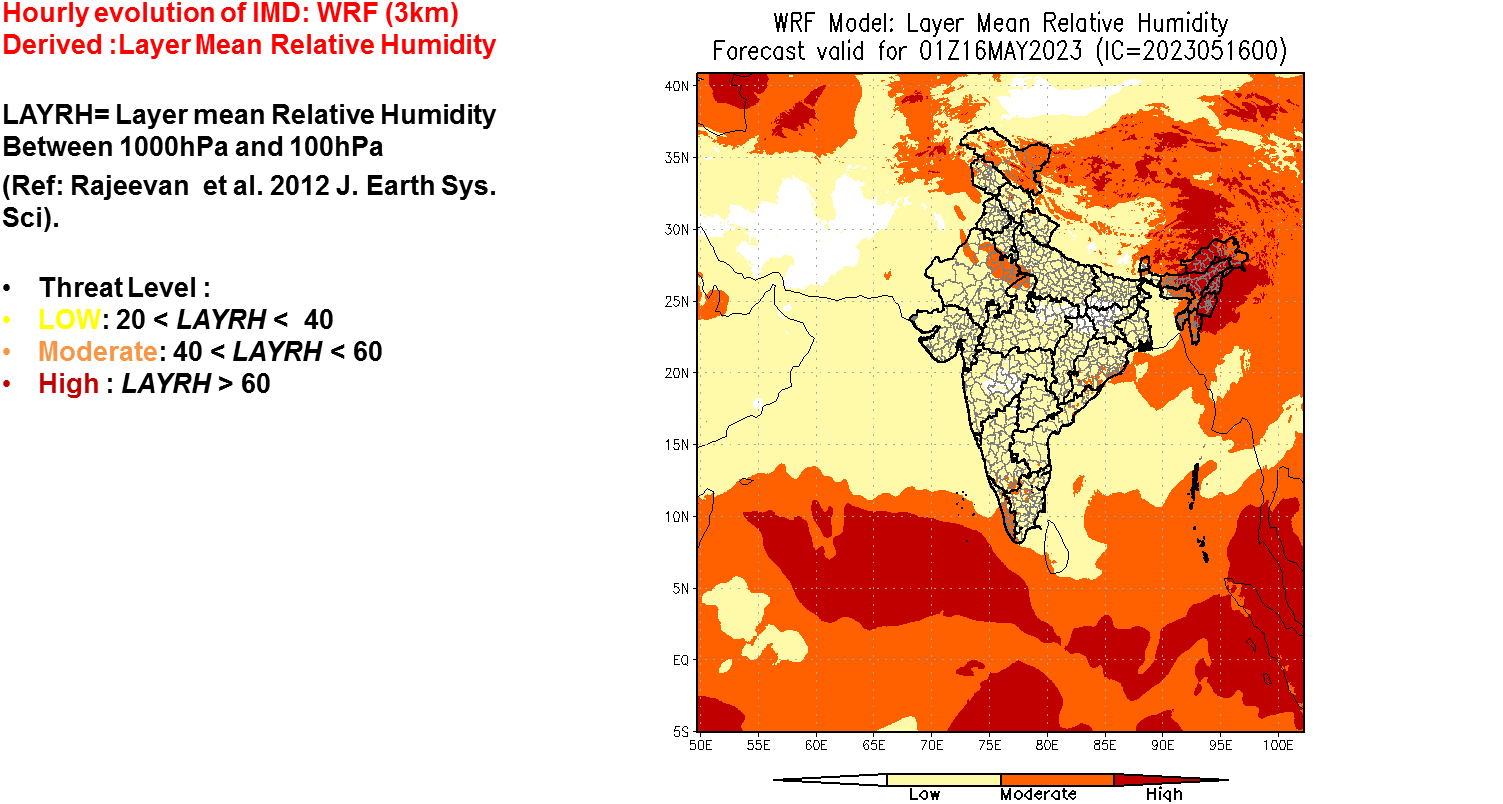 Hourly evolution of IMD: WRF (3km)
Derived :Layer Mean Relative Humidity
LAYRH= Layer mean Relative Humidity
Between 1000hPa and 100hPa
(Ref: Rajeevan et al. 2012 J. Earth Sys.
Sci).
• Threat Level :
• LOW: 20 < LAYRH < 40
• Moderate: 40 < LAYRH < 60
• High : LAYRH > 60
WRF Model: Layer Mean Relative Humidity
Forecast valid for 01Z16MAY2023 (IC=2023051600)
40N
35N
30N
25N
20N
15N
10N
5N
EQ
5S
50E 55E 60E 65E 70E 75E 80E 85E 90E 95E 100E
Low Moderate High